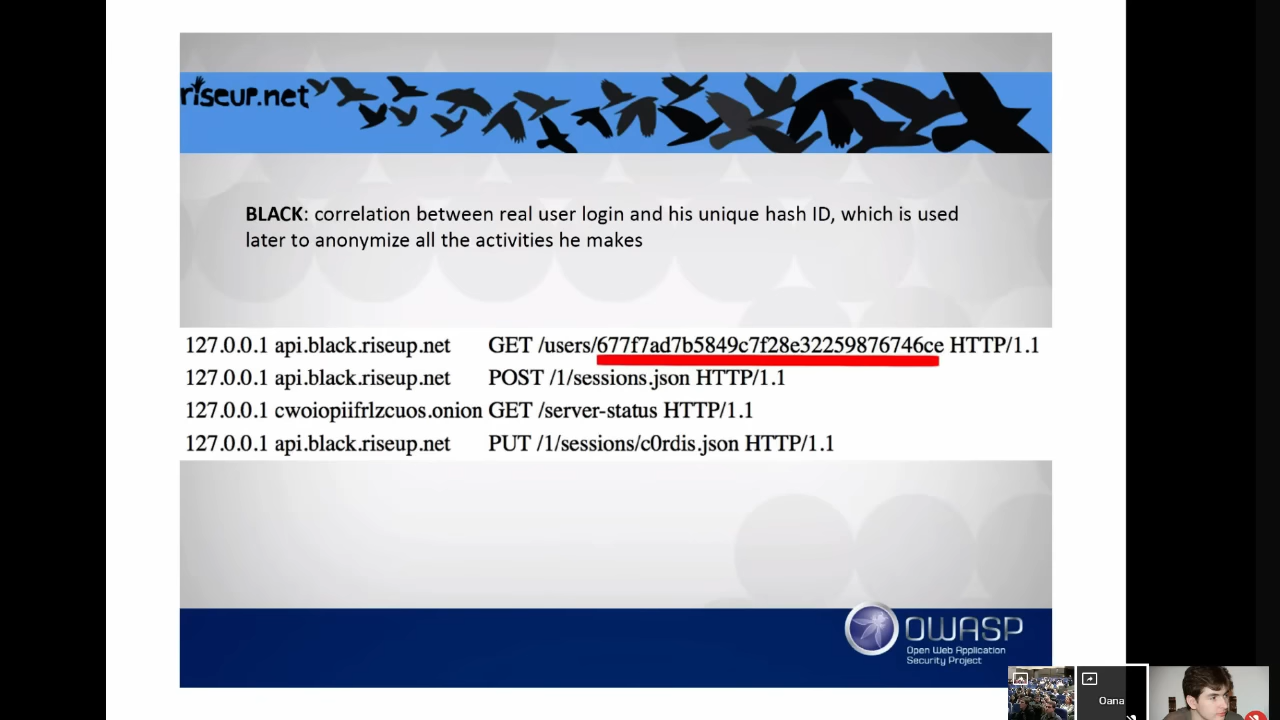 riseup.net
BLACK: correlation between real user login and his unique hash ID, which is used
later to anonymize all the activities he makes
127.0.0.1 api.black.riseup.net GET /users/677f7ad7b5849c7f28e32259876746ce HTTP/1.1
127.0.0.1 api.black.riseup.net POST /1/sessions.json HTTP/1.1
127.0.0.1 cwoiopiifrlzcuos.onion GET /server-status HTTP/1.1
127.0.0.1 api.black.riseup.net PUT /1/sessions/c0rdis.json HTTP/1.1
OWASP
Open Web Application
Security Project
Oana